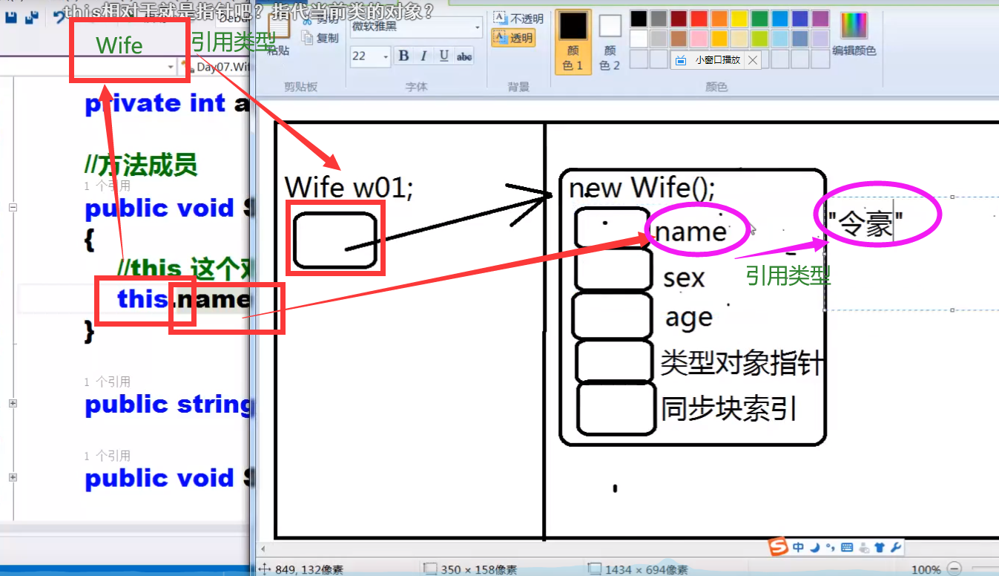 this相对于就是指针吧？指代当前类的对象？
Wife
引用类型
粘贴
剪切
复制
剪贴板
微软雅黑
22
B I U abc
字体
不透明
透明
背景
颜
色 1
颜
色 2
小窗口播放
编辑颜色
颜色
Day07.Wi
private int a
//方法成员
1 个引用
public void S
{
//this 这个对
this.name
}
1 个引用
public string
1 个引用
public void S
Wife w01;
new Wife();
name
"令豪"
引用类型
sex
age
类型对象指针
同步块索引
中
849, 132像素
350 × 158像素
1434 × 694像素
100%